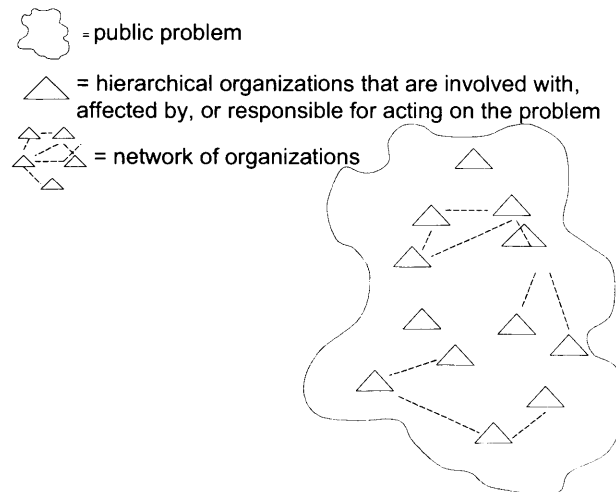 = public problem
= hierarchical organizations that are involved with,
affected by, or responsible for acting on the problem
= network of organizations